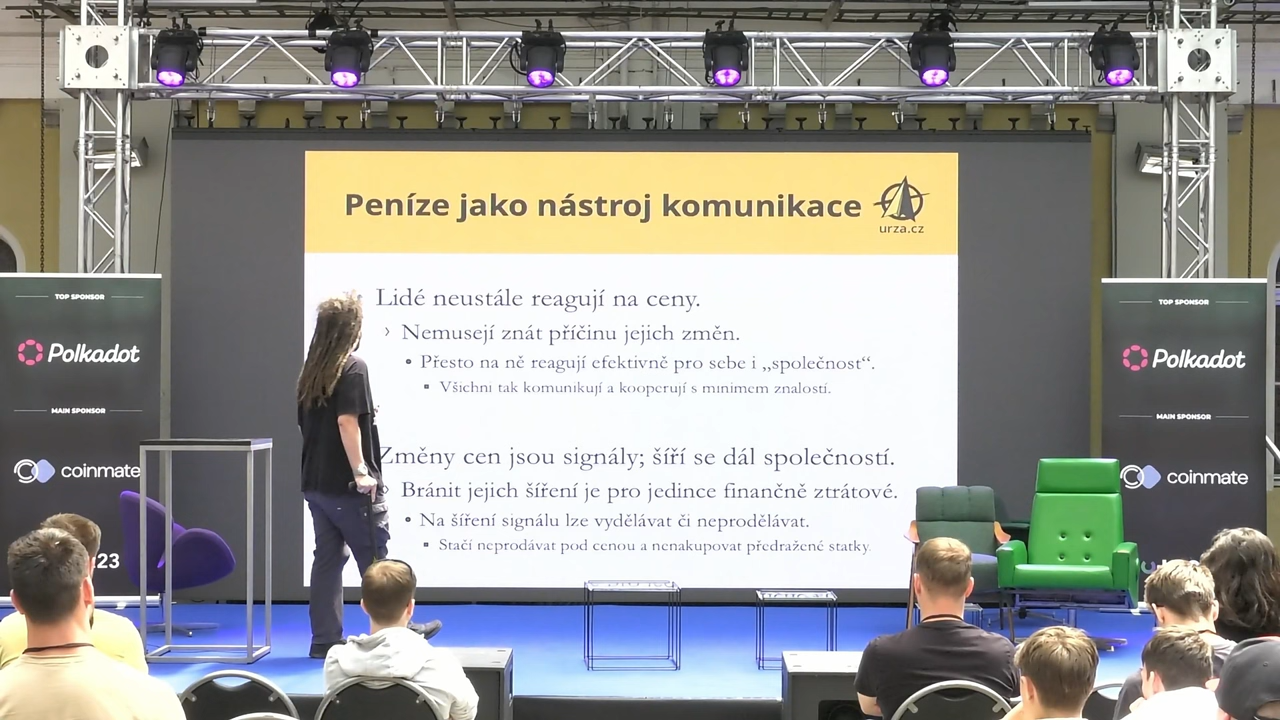 Peníze jako nástroj komunikace
urza.cz
Lidé neustále reagují na ceny.
Nemusejí znát příčinu jejich změn.
Přesto na ně reagují efektivně pro sebe i „společnost“.
Všichni tak komunikují a kooperují s minimem znalostí.
Změny cen jsou signály; šíří se dál společností.
Bránit jejich šíření je pro jedince finančně ztrátové.
Na šíření signálu lze vydělávat či neprodělávat.
Stačí neprodávat pod cenou a nenakupovat předražené statky.
TOP SPONSOR
Polkadot
MAIN SPONSOR
coinmate
23
TOP SPONSOR
Polkadot
MAIN SPONSOR
coinmate